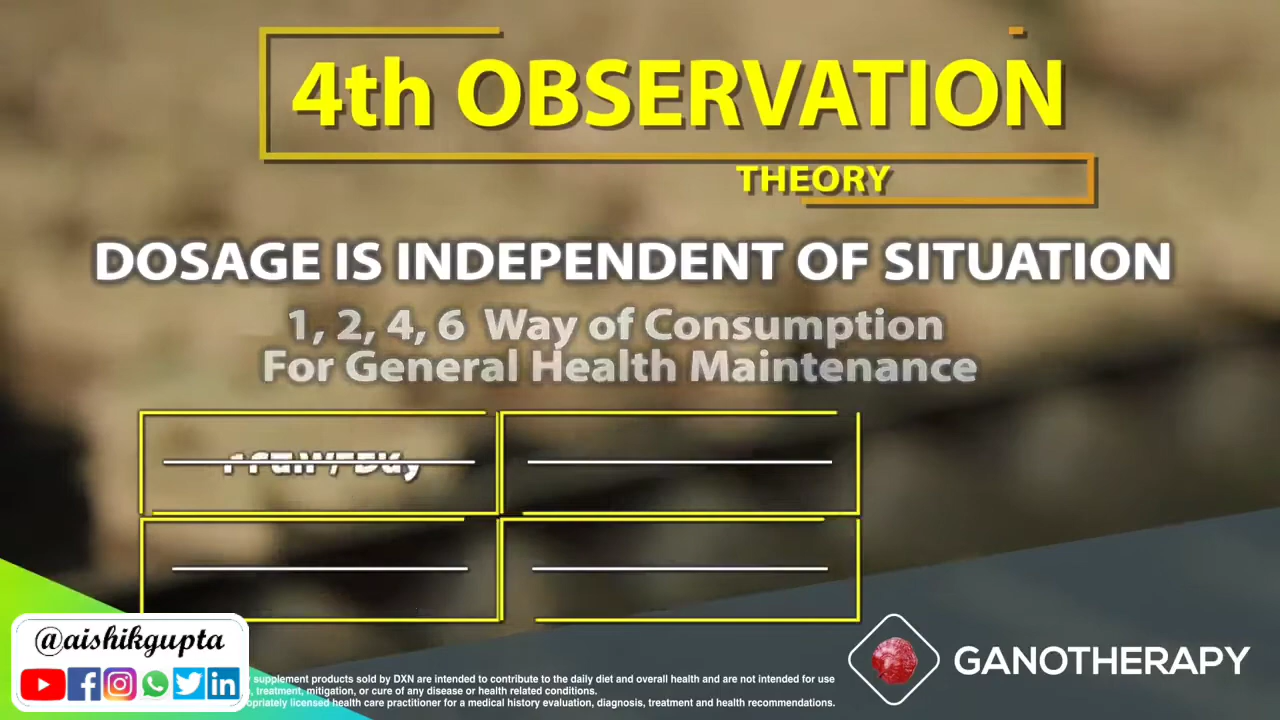 4th OBSERVATION
THEORY
DOSAGE IS INDEPENDENT OF SITUATION
1, 2, 4, 6 Way of Consumption
For General Health Maintenance
@aishikgupta
GANOTHERAPY
supplement products sold by DXN are intended to contribute to the daily diet and overall health and are not intended for use
, treatment, mitigation, or cure of any disease or health related conditions.
licensed health care practitioner for a medical history evaluation, diagnosis, treatment and health recommendations.